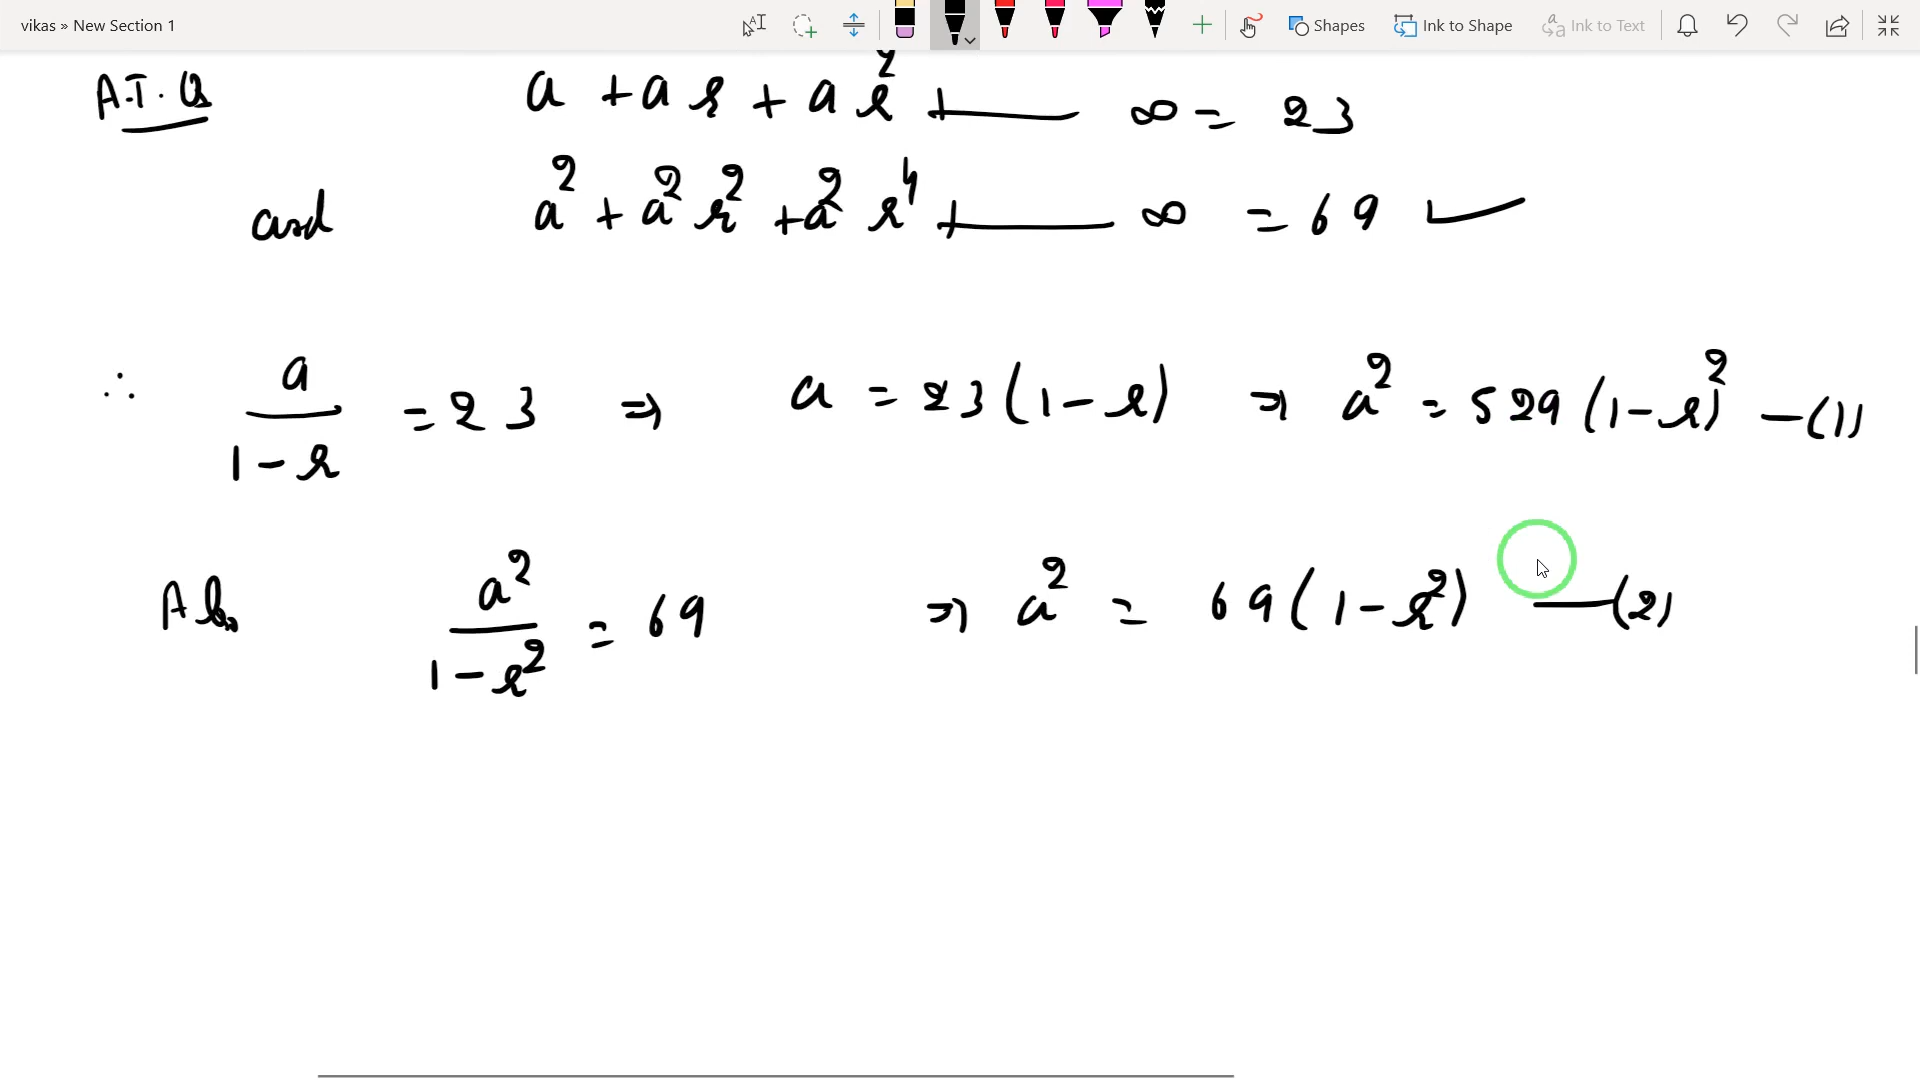 vikas » New Section 1 Shapes Ink to Shape Ink to Text
A.T.Q a + ar + ar² + —— ∞ = 23
and a² + a²r² + a²r⁴ + —— ∞ = 69 ✓
∴ a/(1-r) = 23 ⇒ a = 23(1-r) ⇒ a² = 529(1-r)² —(1)
Also a²/(1-r²) = 69 ⇒ a² = 69(1-r²) —(2)